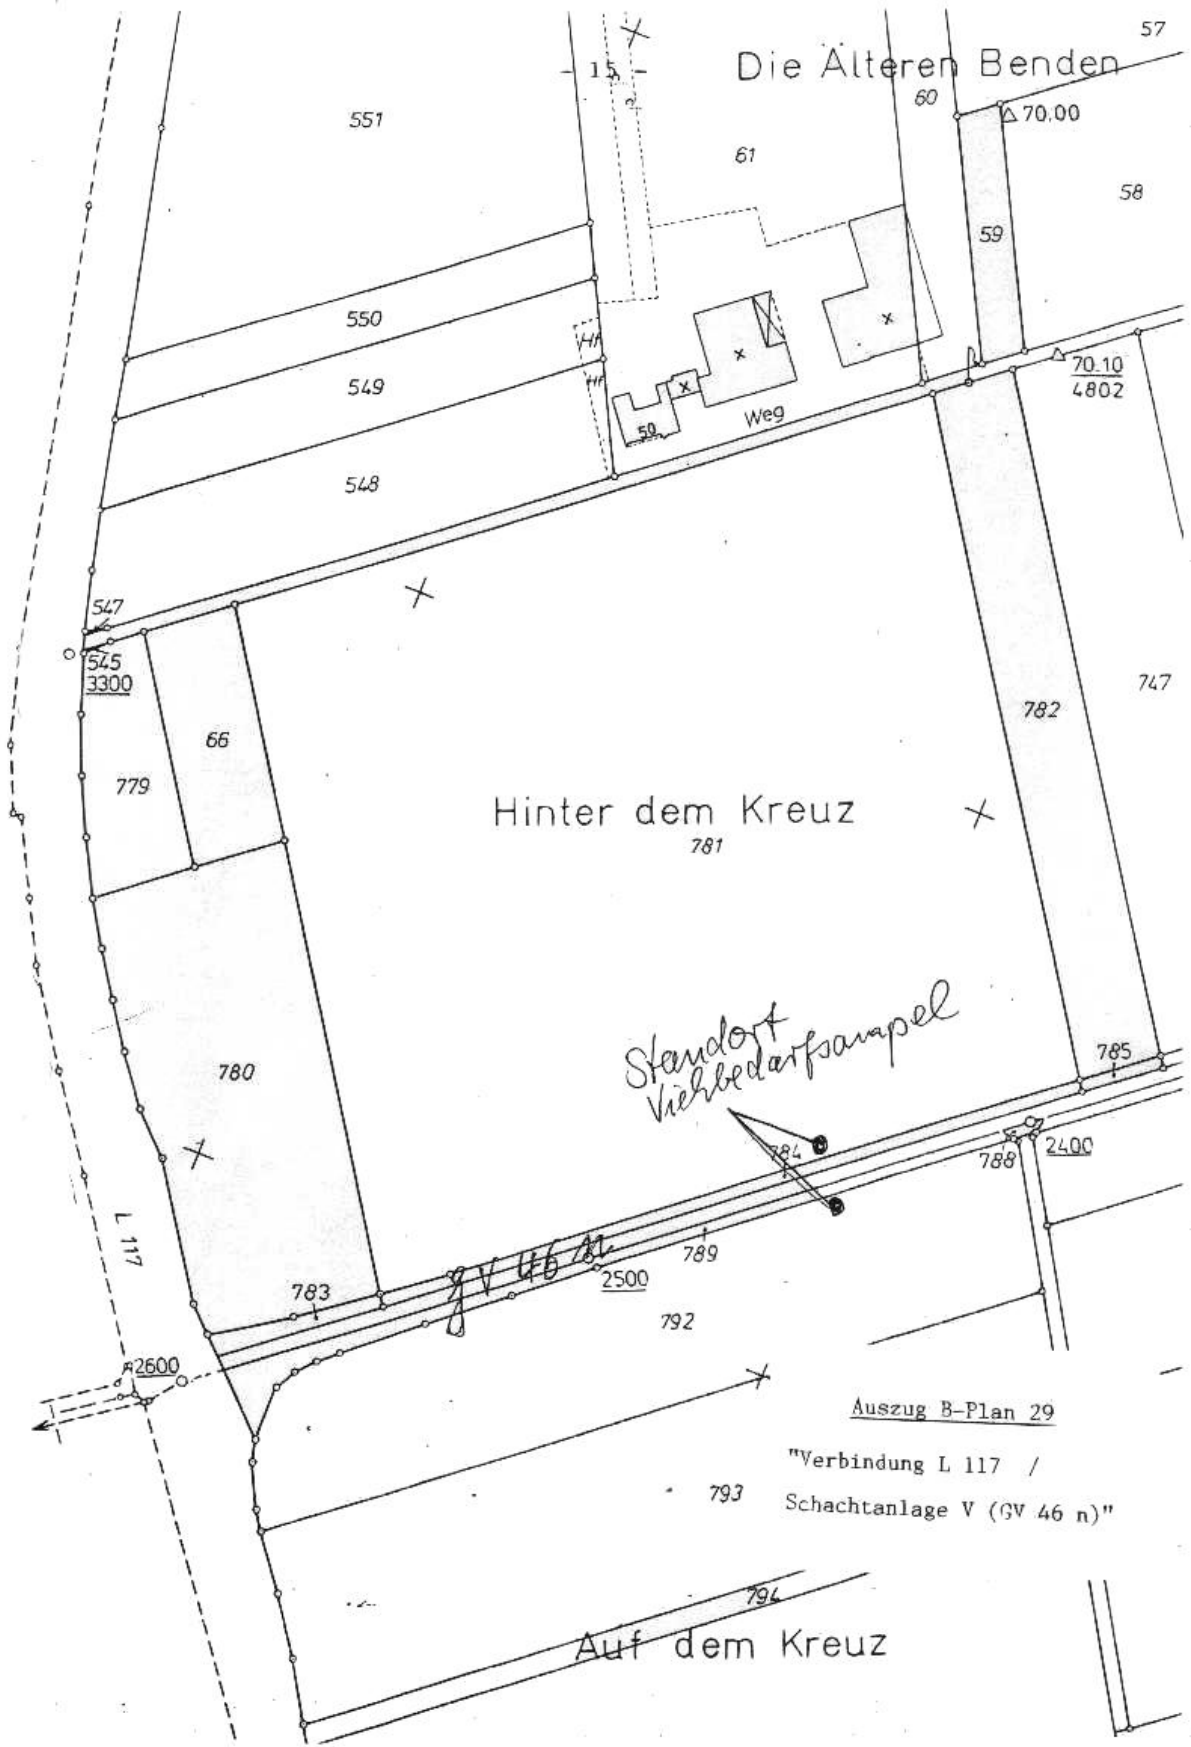 57
- 15 -
Die Älteren Benden
60
70.00
551
61
58
59
550
HF
549
HF
70.10
4802
50
Weg
548
547
545
3300
747
782
66
779
Hinter dem Kreuz
781
Standort
Viehbedarfsampel
785
780
784
788
2400
L 117
789
GV 46 n
2500
783
792
2600
Auszug B-Plan 29
"Verbindung L 117 /
793
Schachtanlage V (GV 46 n)"
794
Auf dem Kreuz